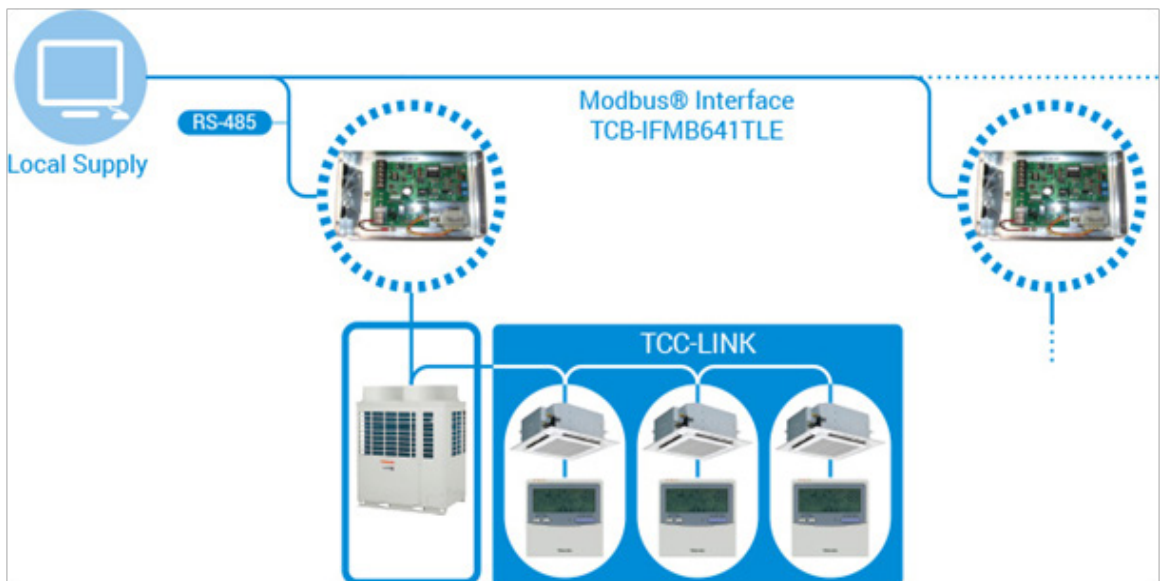 Local Supply
RS-485
Modbus® Interface
TCB-IFMB641TLE
TCC-LINK